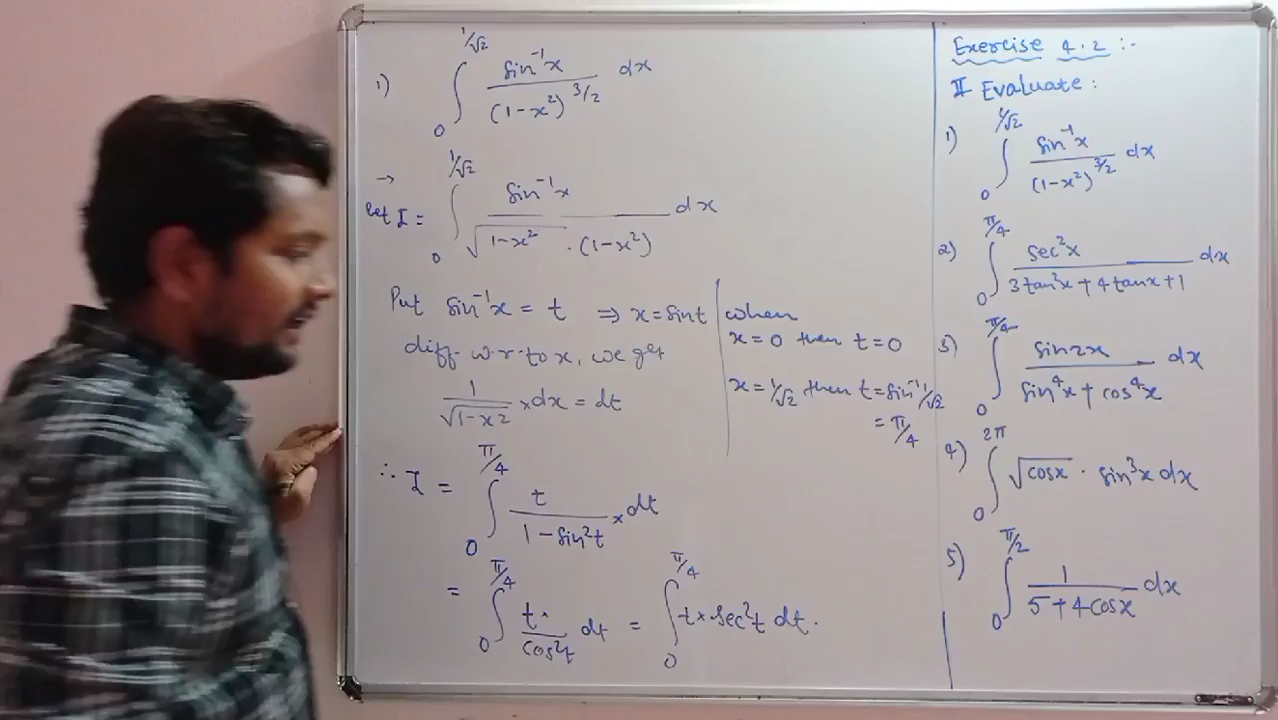 1) ∫₀^{1/√2} sin⁻¹x / (1-x²)^{3/2} dx
→
let I = ∫₀^{1/√2} sin⁻¹x / √(1-x²) · (1-x²) dx
Put sin⁻¹x = t ⇒ x = sint
diff. w.r.to x, we get
1/√(1-x²) × dx = dt
when
x = 0 then t = 0
x = 1/√2 then t = sin⁻¹ 1/√2
= π/4
∴ I = ∫₀^{π/4} t / (1 - sin²t) × dt
= ∫₀^{π/4} t× / cos²t dt = ∫₀^{π/4} t × sec²t dt.
Exercise 4.2 :-
II Evaluate :
1) ∫₀^{1/√2} sin⁻¹x / (1-x²)^{3/2} dx
2) ∫₀^{π/4} sec²x / (3tan²x + 4tanx + 1) dx
3) ∫₀^{π/4} sin2x / (sin⁴x + cos⁴x) dx
4) ∫₀^{2π} √cosx · sin³x dx
5) ∫₀^{π/2} 1 / (5 + 4cosx) dx